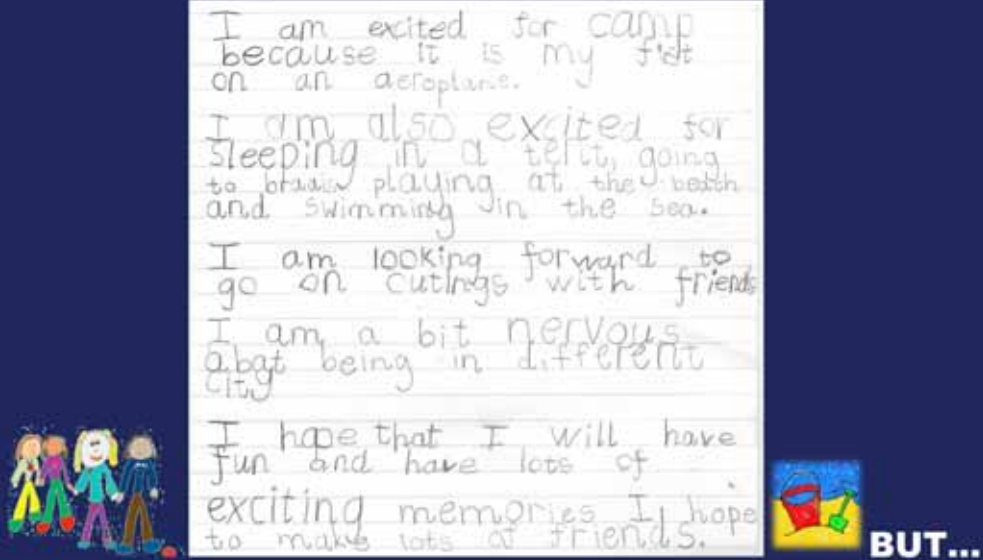 I am excited for camp
because it is my fist
on an aeroplane.
I am also excited for
sleeping in a tent, going
to playing at the beach
and swimming in the sea.
I am looking forward to
go on cutings with friends
I am a bit nervous
abat being in different
city
I hope that I will have
fun and have lots of
exciting memories I hope
to make lots of friends.
BUT...